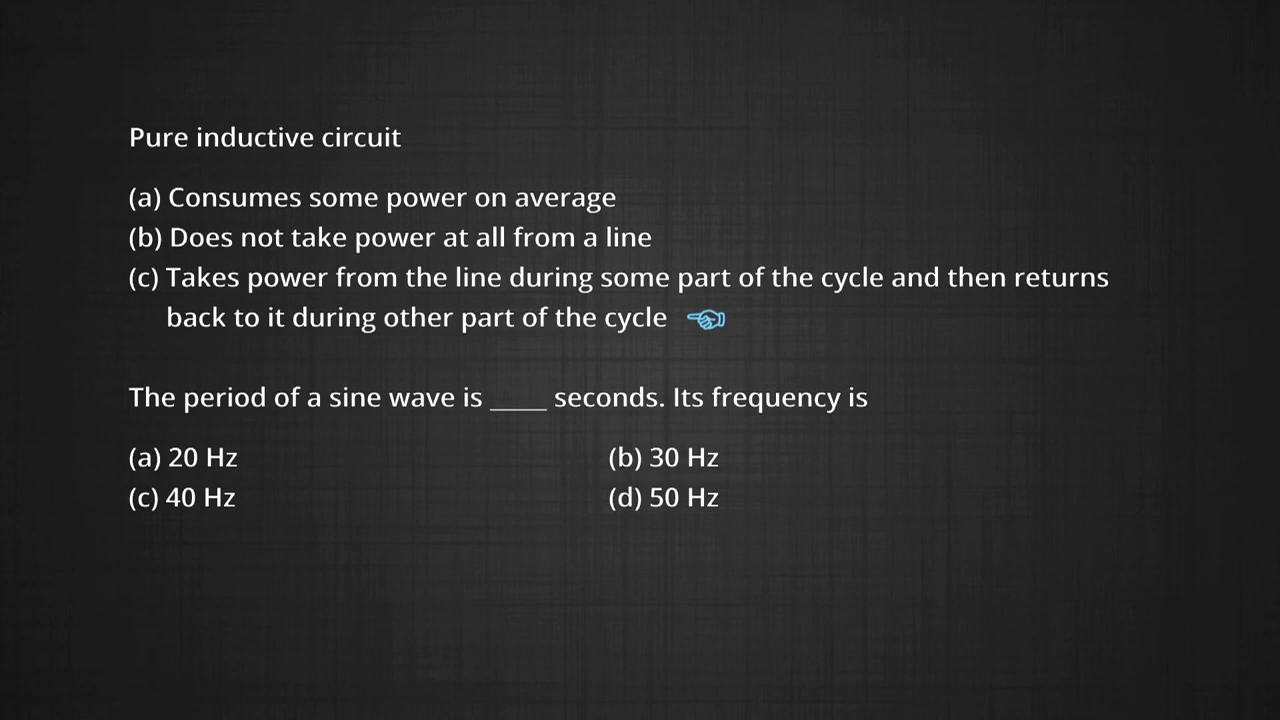 Pure inductive circuit
(a) Consumes some power on average
(b) Does not take power at all from a line
(c) Takes power from the line during some part of the cycle and then returns
back to it during other part of the cycle
The period of a sine wave is _____ seconds. Its frequency is
(a) 20 Hz (b) 30 Hz
(c) 40 Hz (d) 50 Hz